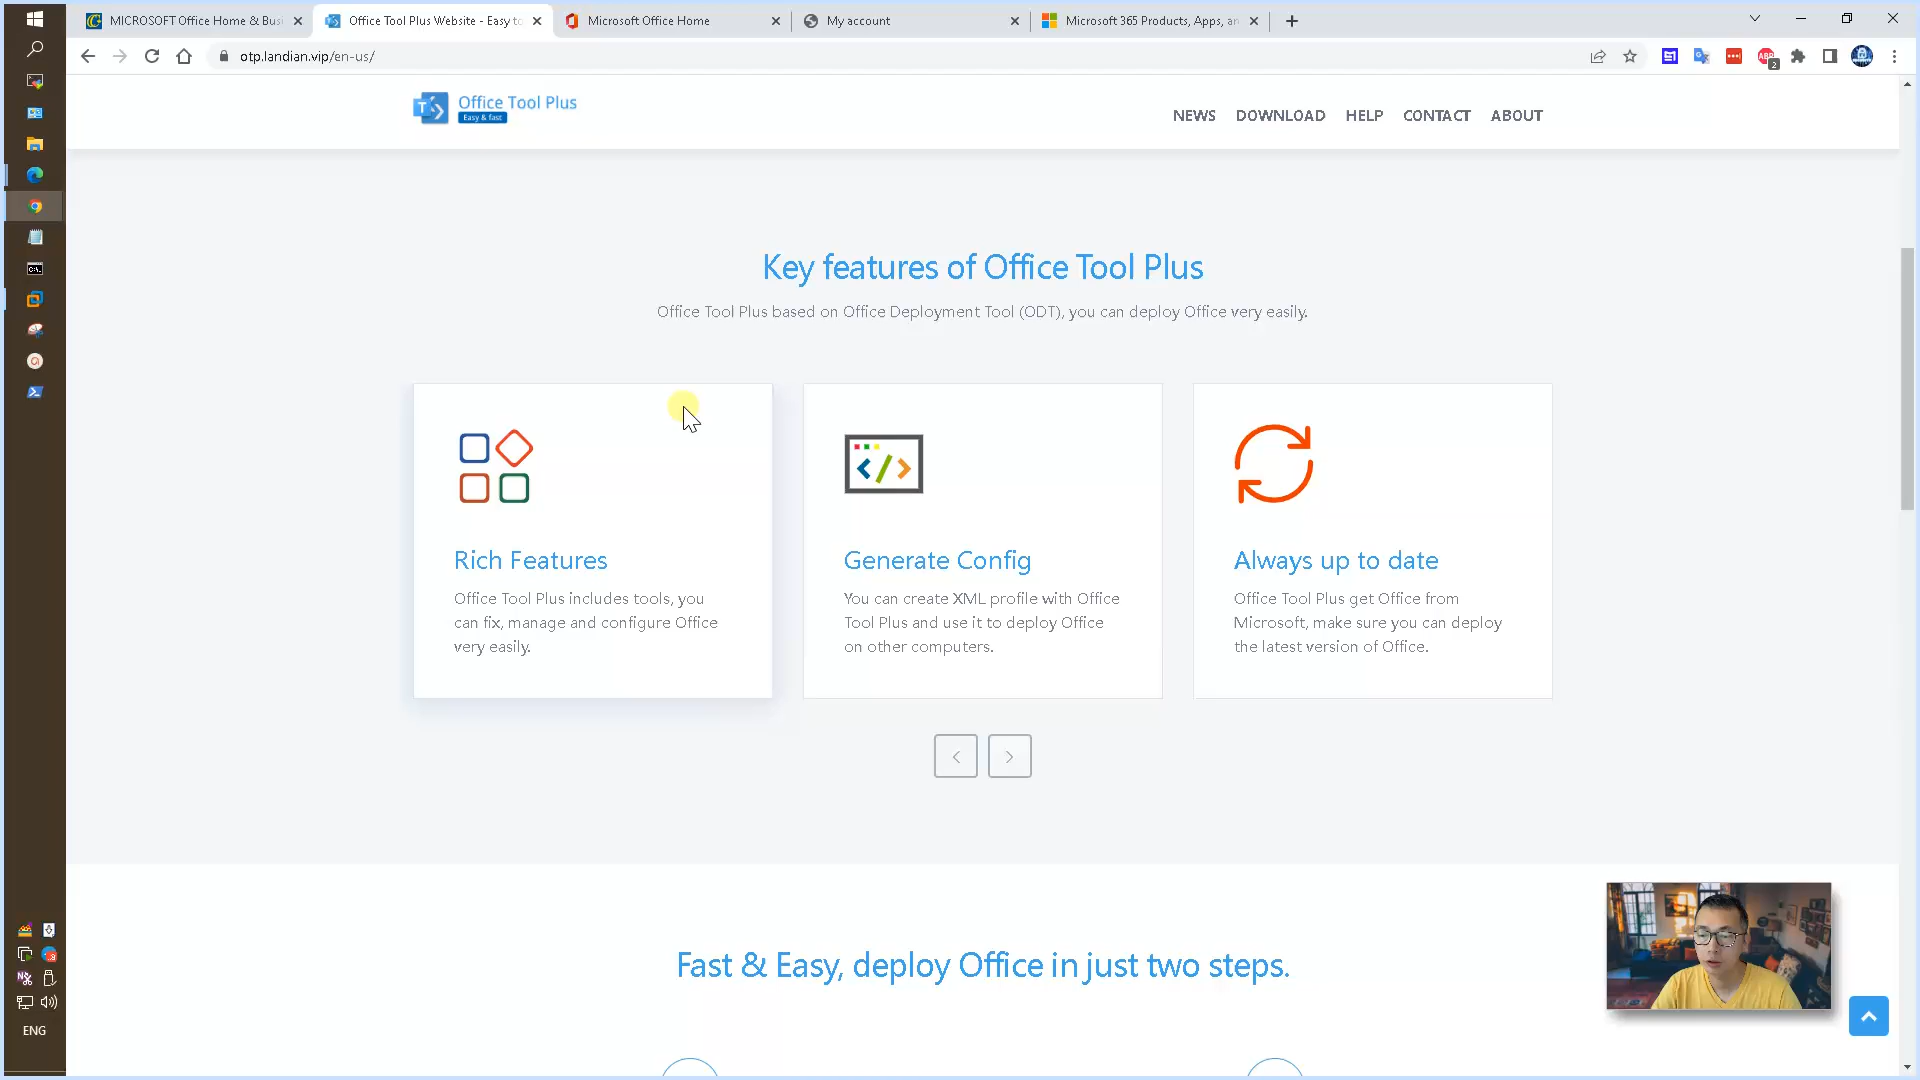 MICROSOFT Office Home & Busi
Office Tool Plus Website - Easy to
Microsoft Office Home
My account
Microsoft 365 Products, Apps, an
otp.landian.vip/en-us/
ABP
2
Office Tool Plus
Easy & fast
NEWS
DOWNLOAD
HELP
CONTACT
ABOUT
Key features of Office Tool Plus
Office Tool Plus based on Office Deployment Tool (ODT), you can deploy Office very easily.
Rich Features
Office Tool Plus includes tools, you
can fix, manage and configure Office
very easily.
Generate Config
You can create XML profile with Office
Tool Plus and use it to deploy Office
on other computers.
Always up to date
Office Tool Plus get Office from
Microsoft, make sure you can deploy
the latest version of Office.
Fast & Easy, deploy Office in just two steps.
ENG